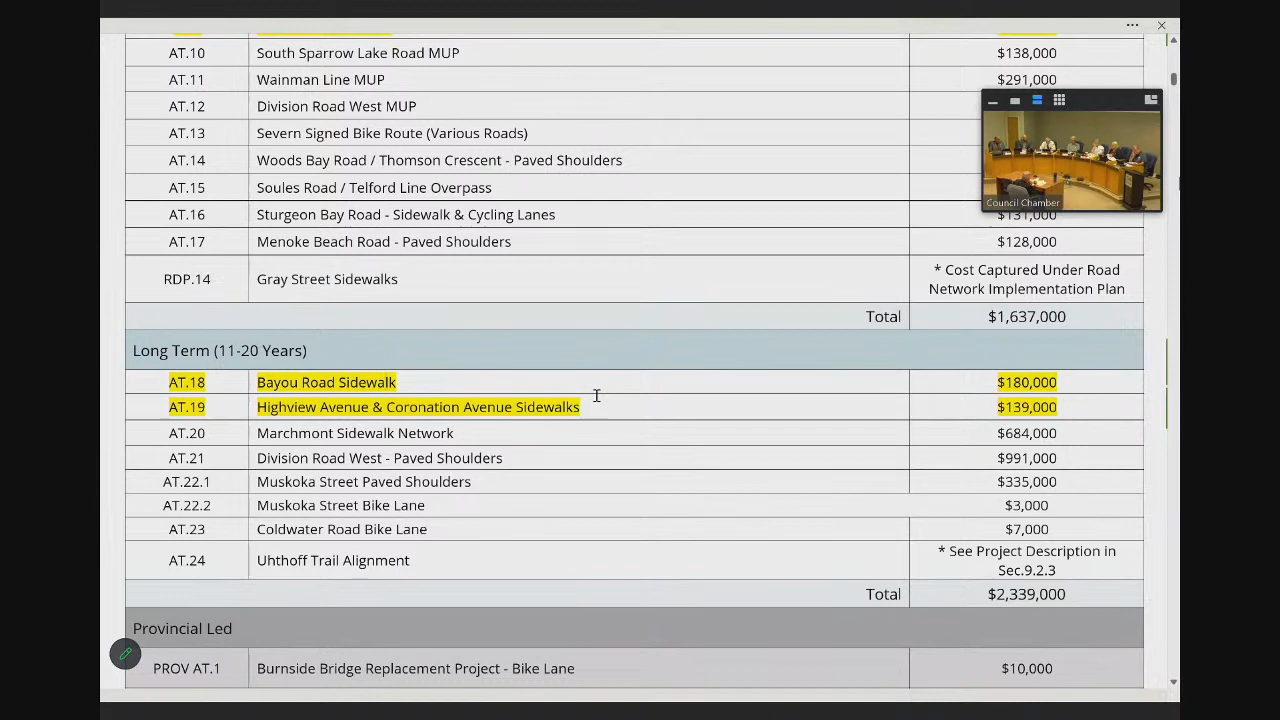 AT.10 South Sparrow Lake Road MUP $138,000
AT.11 Wainman Line MUP $291,000
AT.12 Division Road West MUP
AT.13 Severn Signed Bike Route (Various Roads)
AT.14 Woods Bay Road / Thomson Crescent - Paved Shoulders
AT.15 Soules Road / Telford Line Overpass
Council Chamber
AT.16 Sturgeon Bay Road - Sidewalk & Cycling Lanes $131,000
AT.17 Menoke Beach Road - Paved Shoulders $128,000
RDP.14 Gray Street Sidewalks * Cost Captured Under Road
Network Implementation Plan
Total $1,637,000
Long Term (11-20 Years)
AT.18 Bayou Road Sidewalk $180,000
AT.19 Highview Avenue & Coronation Avenue Sidewalks $139,000
AT.20 Marchmont Sidewalk Network $684,000
AT.21 Division Road West - Paved Shoulders $991,000
AT.22.1 Muskoka Street Paved Shoulders $335,000
AT.22.2 Muskoka Street Bike Lane $3,000
AT.23 Coldwater Road Bike Lane $7,000
AT.24 Uhthoff Trail Alignment * See Project Description in
Sec.9.2.3
Total $2,339,000
Provincial Led
PROV AT.1 Burnside Bridge Replacement Project - Bike Lane $10,000